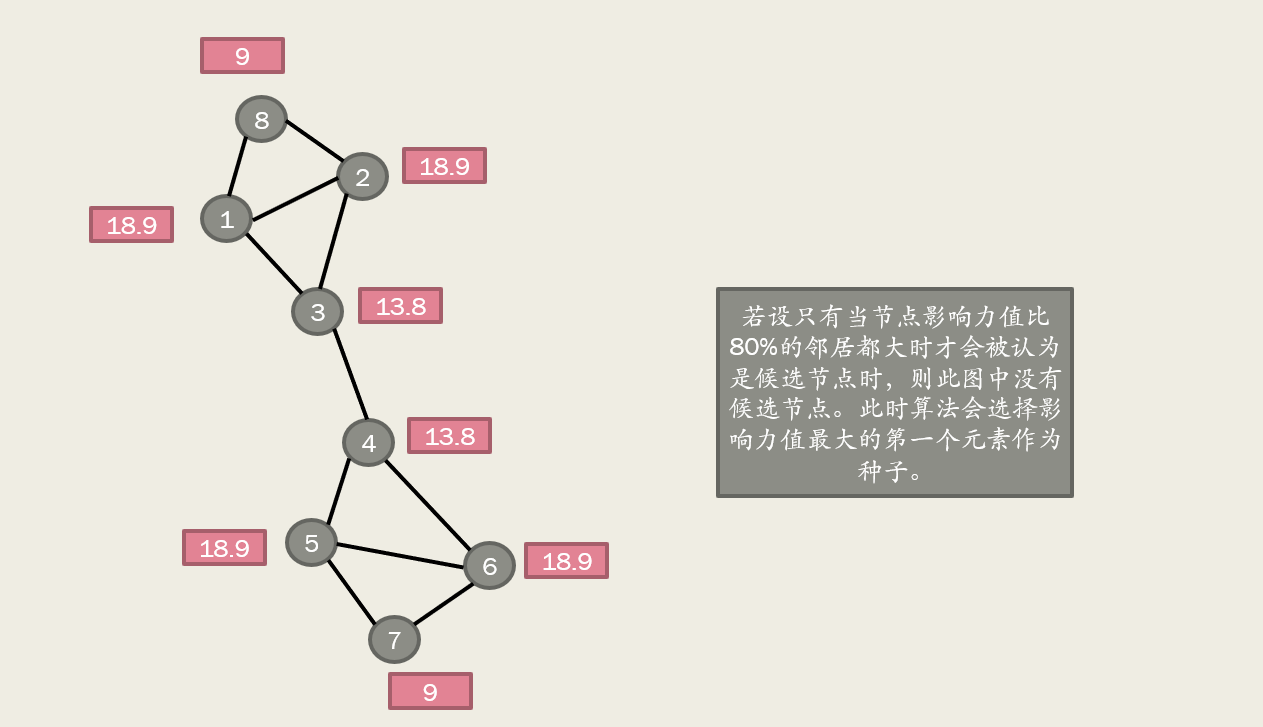 9
8
2
18.9
18.9
1
3
13.8
4
13.8
若设只有当节点影响力值比
80%的邻居都大时才会被认为
是候选节点时，则此图中没有
候选节点。此时算法会选择影
响力值最大的第一个元素作为
种子。
18.9
5
6
18.9
7
9